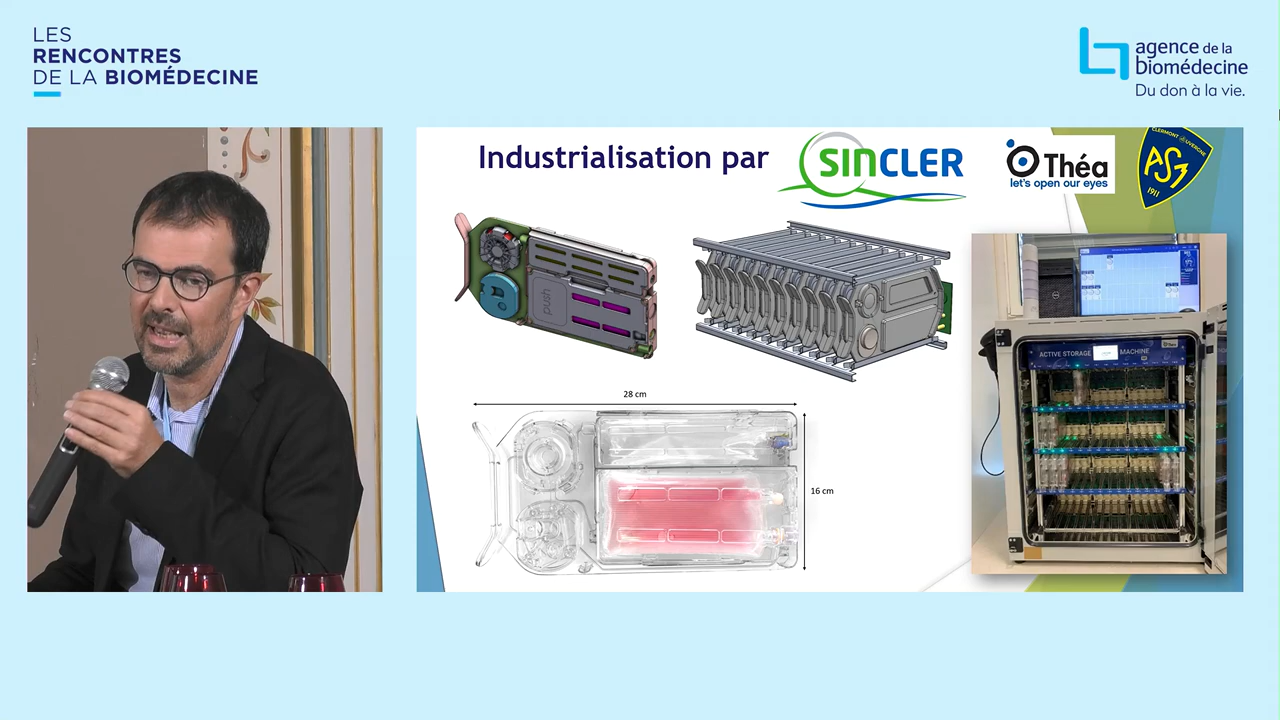 LES
RENCONTRES
DE LA BIOMÉDECINE
agence de la
biomédecine
Du don à la vie.
Industrialisation par
SINCLER
Théa
let's open our eyes
CLERMONT AUVERGNE
ASM
1911
push
28 cm
16 cm
ACTIVE STORAGE MACHINE
Théa